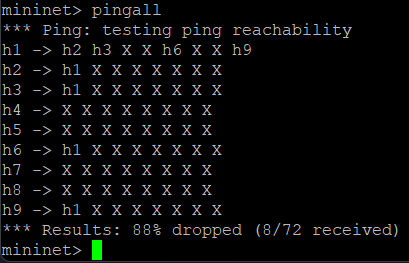 mininet> pingall
*** Ping: testing ping reachability
h1 -> h2 h3 X X h6 X X h9
h2 -> h1 X X X X X X X
h3 -> h1 X X X X X X X
h4 -> X X X X X X X X
h5 -> X X X X X X X X
h6 -> h1 X X X X X X X
h7 -> X X X X X X X X
h8 -> X X X X X X X X
h9 -> h1 X X X X X X X
*** Results: 88% dropped (8/72 received)
mininet>